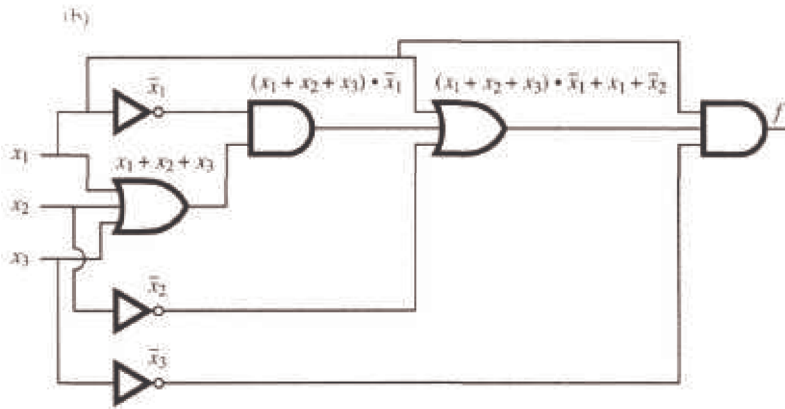 (b)
x̄₁
(x₁ + x₂ + x₃) • x̄₁
(x₁ + x₂ + x₃) • x̄₁ + x₁ + x̄₂
f
x₁
x₁ + x₂ + x₃
x₂
x₃
x̄₂
x̄₃